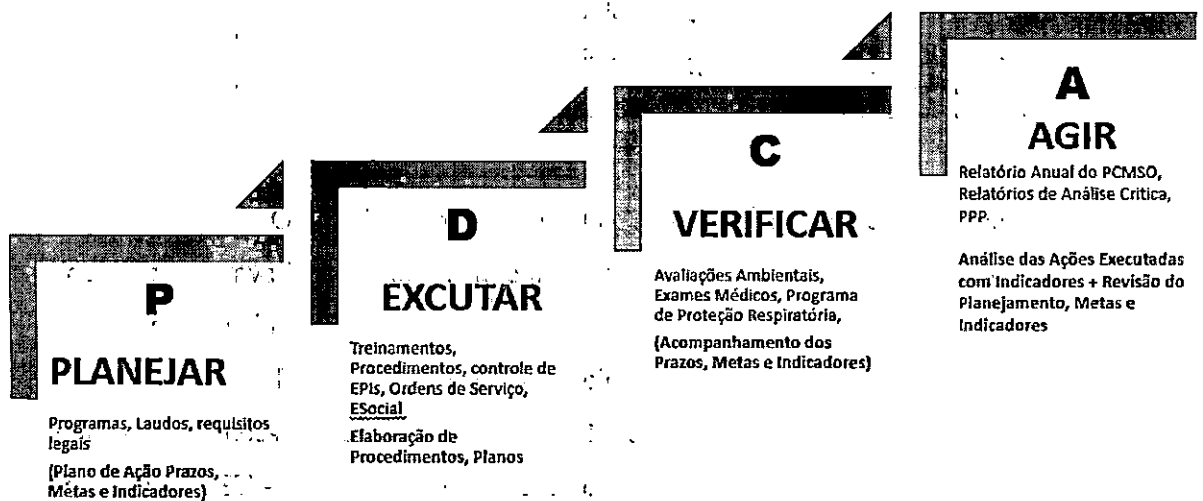 P
PLANEJAR
Programas, Laudos, requisitos
legais
(Plano de Ação Prazos,
Métas e Indicadores)
D
EXCUTAR
Treinamentos,
Procedimentos, controle de
EPIs, Ordens de Serviço,
ESocial
Elaboração de
Procedimentos, Planos
C
VERIFICAR
Avaliações Ambientais,
Exames Médicos, Programa
de Proteção Respiratória,
(Acompanhamento dos
Prazos, Metas e Indicadores)
A
AGIR
Relatório Anual do PCMSO,
Relatórios de Análise Critica,
PPP
Análise das Ações Executadas
com Indicadores + Revisão do
Planejamento, Metas e
Indicadores